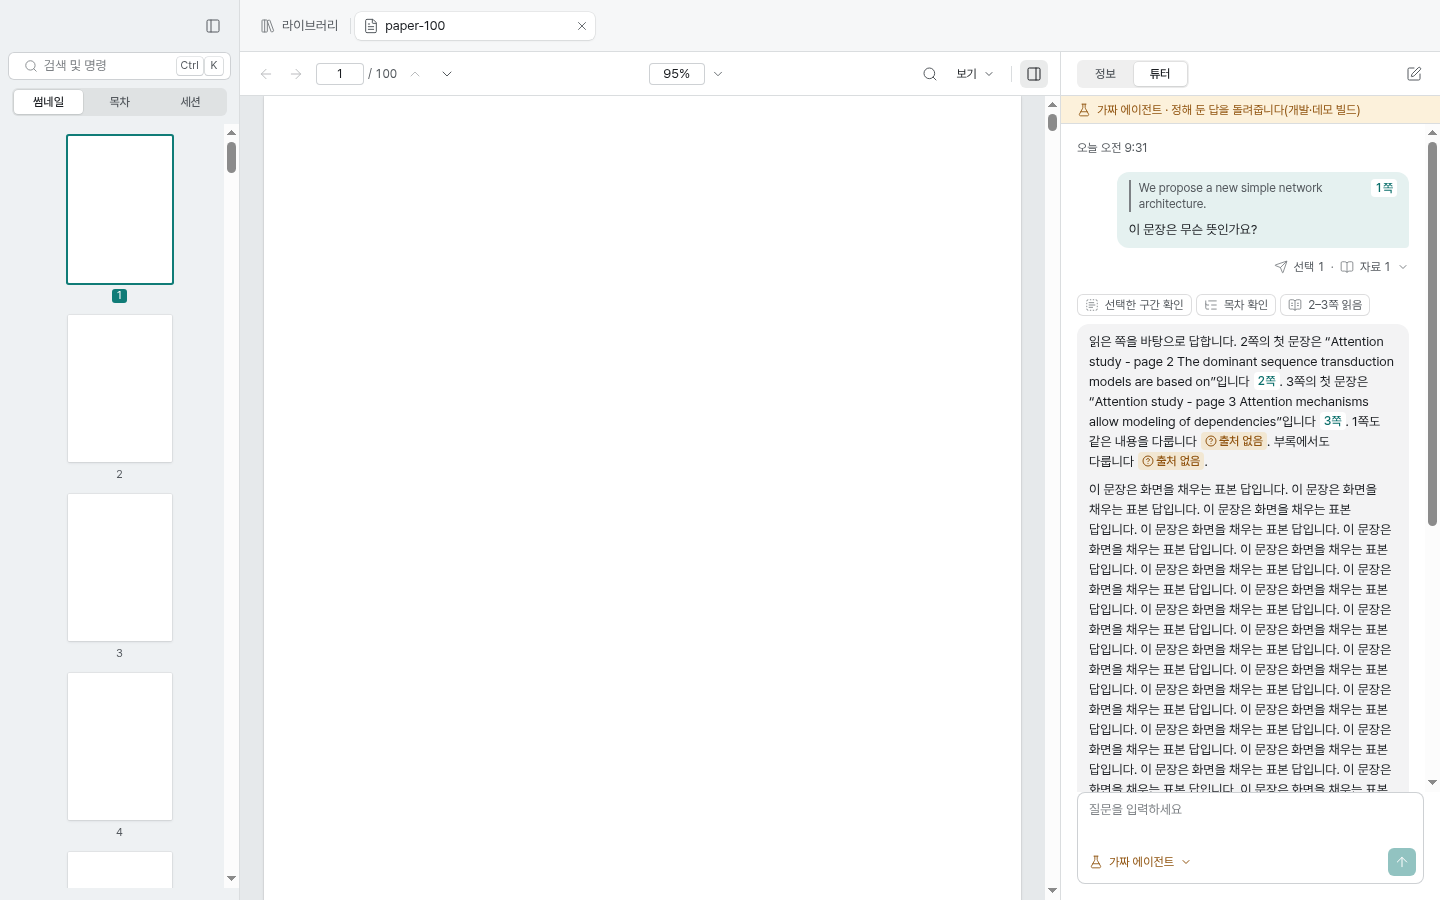 라이브러리
paper-100
검색 및 명령
Ctrl
K
썸네일
목차
세션
1
/ 100
95%
보기
정보
튜터
가짜 에이전트 · 정해 둔 답을 돌려줍니다(개발·데모 빌드)
1
2
3
4
오늘 오전 9:31
We propose a new simple network
architecture.
1쪽
이 문장은 무슨 뜻인가요?
선택 1 · 자료 1
선택한 구간 확인
목차 확인
2–3쪽 읽음
읽은 쪽을 바탕으로 답합니다. 2쪽의 첫 문장은 “Attention
study - page 2 The dominant sequence transduction
models are based on”입니다 2쪽 . 3쪽의 첫 문장은
“Attention study - page 3 Attention mechanisms
allow modeling of dependencies”입니다 3쪽 . 1쪽도
같은 내용을 다룹니다 출처 없음 . 부록에서도
다룹니다 출처 없음 .
이 문장은 화면을 채우는 표본 답입니다. 이 문장은 화면을
채우는 표본 답입니다. 이 문장은 화면을 채우는 표본
답입니다. 이 문장은 화면을 채우는 표본 답입니다. 이 문장은
화면을 채우는 표본 답입니다. 이 문장은 화면을 채우는 표본
답입니다. 이 문장은 화면을 채우는 표본 답입니다. 이 문장은
화면을 채우는 표본 답입니다. 이 문장은 화면을 채우는 표본
답입니다. 이 문장은 화면을 채우는 표본 답입니다. 이 문장은
화면을 채우는 표본 답입니다. 이 문장은 화면을 채우는 표본
답입니다. 이 문장은 화면을 채우는 표본 답입니다. 이 문장은
화면을 채우는 표본 답입니다. 이 문장은 화면을 채우는 표본
답입니다. 이 문장은 화면을 채우는 표본 답입니다. 이 문장은
화면을 채우는 표본 답입니다. 이 문장은 화면을 채우는 표본
답입니다. 이 문장은 화면을 채우는 표본 답입니다. 이 문장은
화면을 채우는 표본 답입니다. 이 문장은 화면을 채우는 표본
답입니다. 이 문장은 화면을 채우는 표본 답입니다. 이 문장은
화면을 채우는 표본 답입니다. 이 문장은 화면을 채우는 표본
질문을 입력하세요
가짜 에이전트